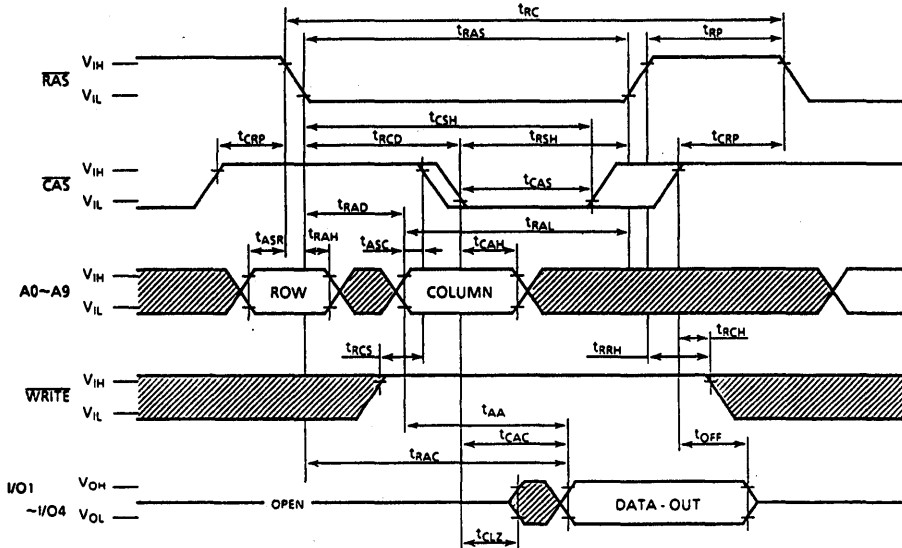 tRC
tRAS
tRP
RAS
VIH
VIL
tCSH
tCRP
tRCD
tRSH
tCRP
CAS
VIH
VIL
tCAS
tRAD
tRAL
tASR
tRAH
tASC
tCAH
A0~A9
VIH
VIL
ROW
COLUMN
tRCH
tRCS
tRRH
WRITE
VIH
VIL
tAA
tCAC
tOFF
tRAC
I/O1
~I/O4
VOH
VOL
OPEN
DATA - OUT
tCLZ